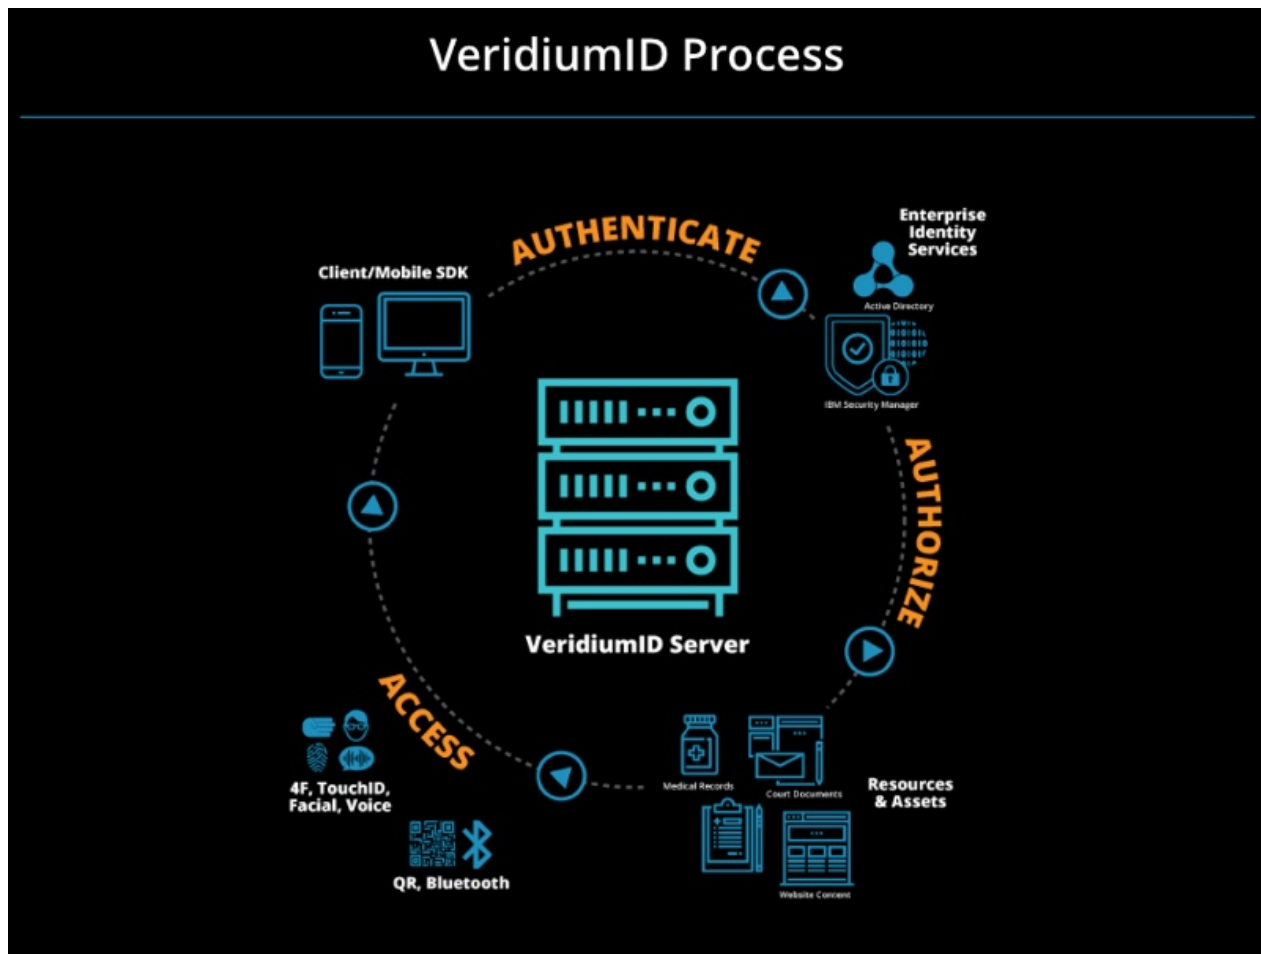 VeridiumID Process
AUTHENTICATE
Enterprise
Identity
Services
Client/Mobile SDK
Active Directory
IBM Security Manager
AUTHORIZE
VeridiumID Server
ACCESS
4F, TouchID,
Facial, Voice
QR, Bluetooth
Medical Records
Court Documents
Resources
& Assets
Website Content